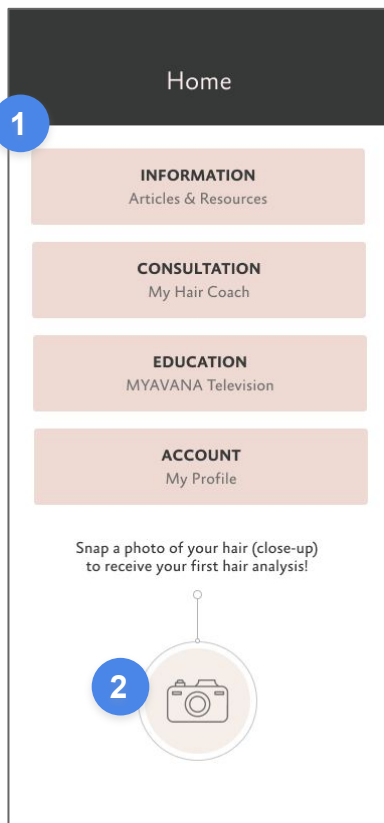 Home
1
INFORMATION
Articles & Resources
CONSULTATION
My Hair Coach
EDUCATION
MYAVANA Television
ACCOUNT
My Profile
Snap a photo of your hair (close-up)
to receive your first hair analysis!
2